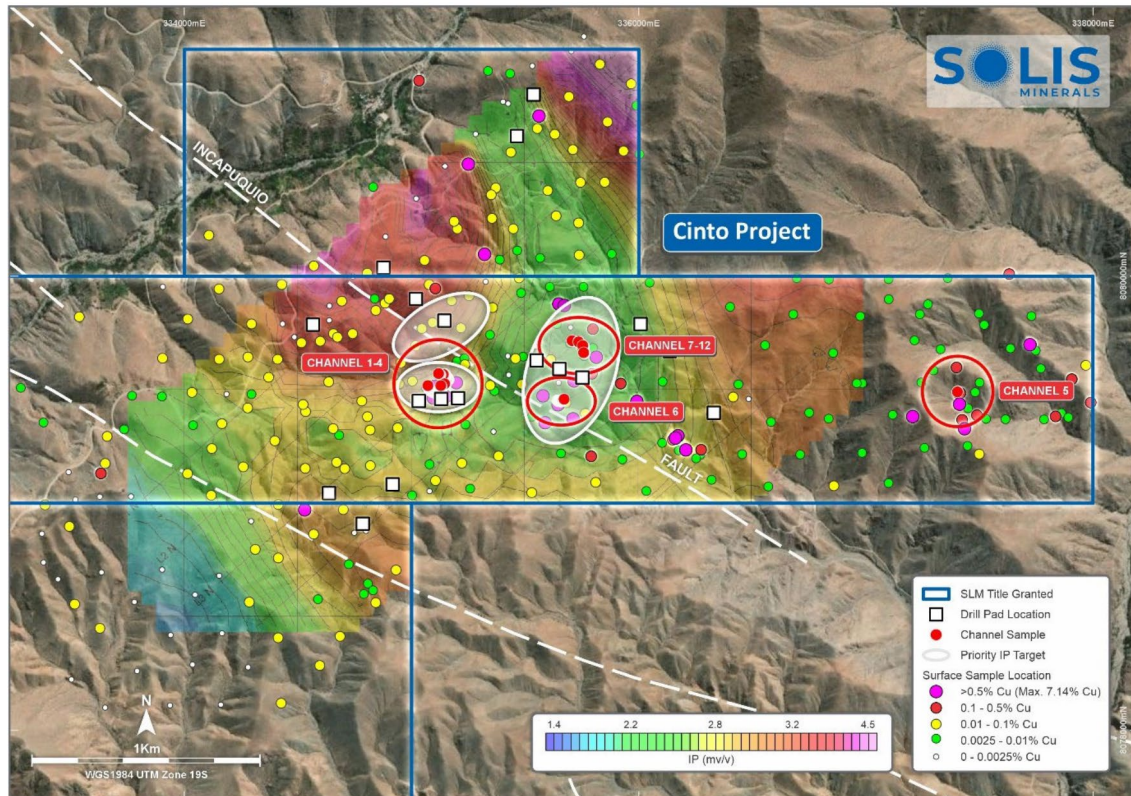 334000mE
336000mE
338000mE
SOLIS
MINERALS
INCAPUQUIO
Cinto Project
8080000mN
CHANNEL 1-4
CHANNEL 7-12
CHANNEL 5
CHANNEL 6
FAULT
SLM Title Granted
Drill Pad Location
Channel Sample
Priority IP Target
Surface Sample Location
>0.5% Cu (Max. 7.14% Cu)
0.1 - 0.5% Cu
0.01 - 0.1% Cu
0.0025 - 0.01% Cu
0 - 0.0025% Cu
8078000mN
N
1Km
WGS1984 UTM Zone 19S
1.4 2.2 2.8 3.2 4.5
IP (mv/v)